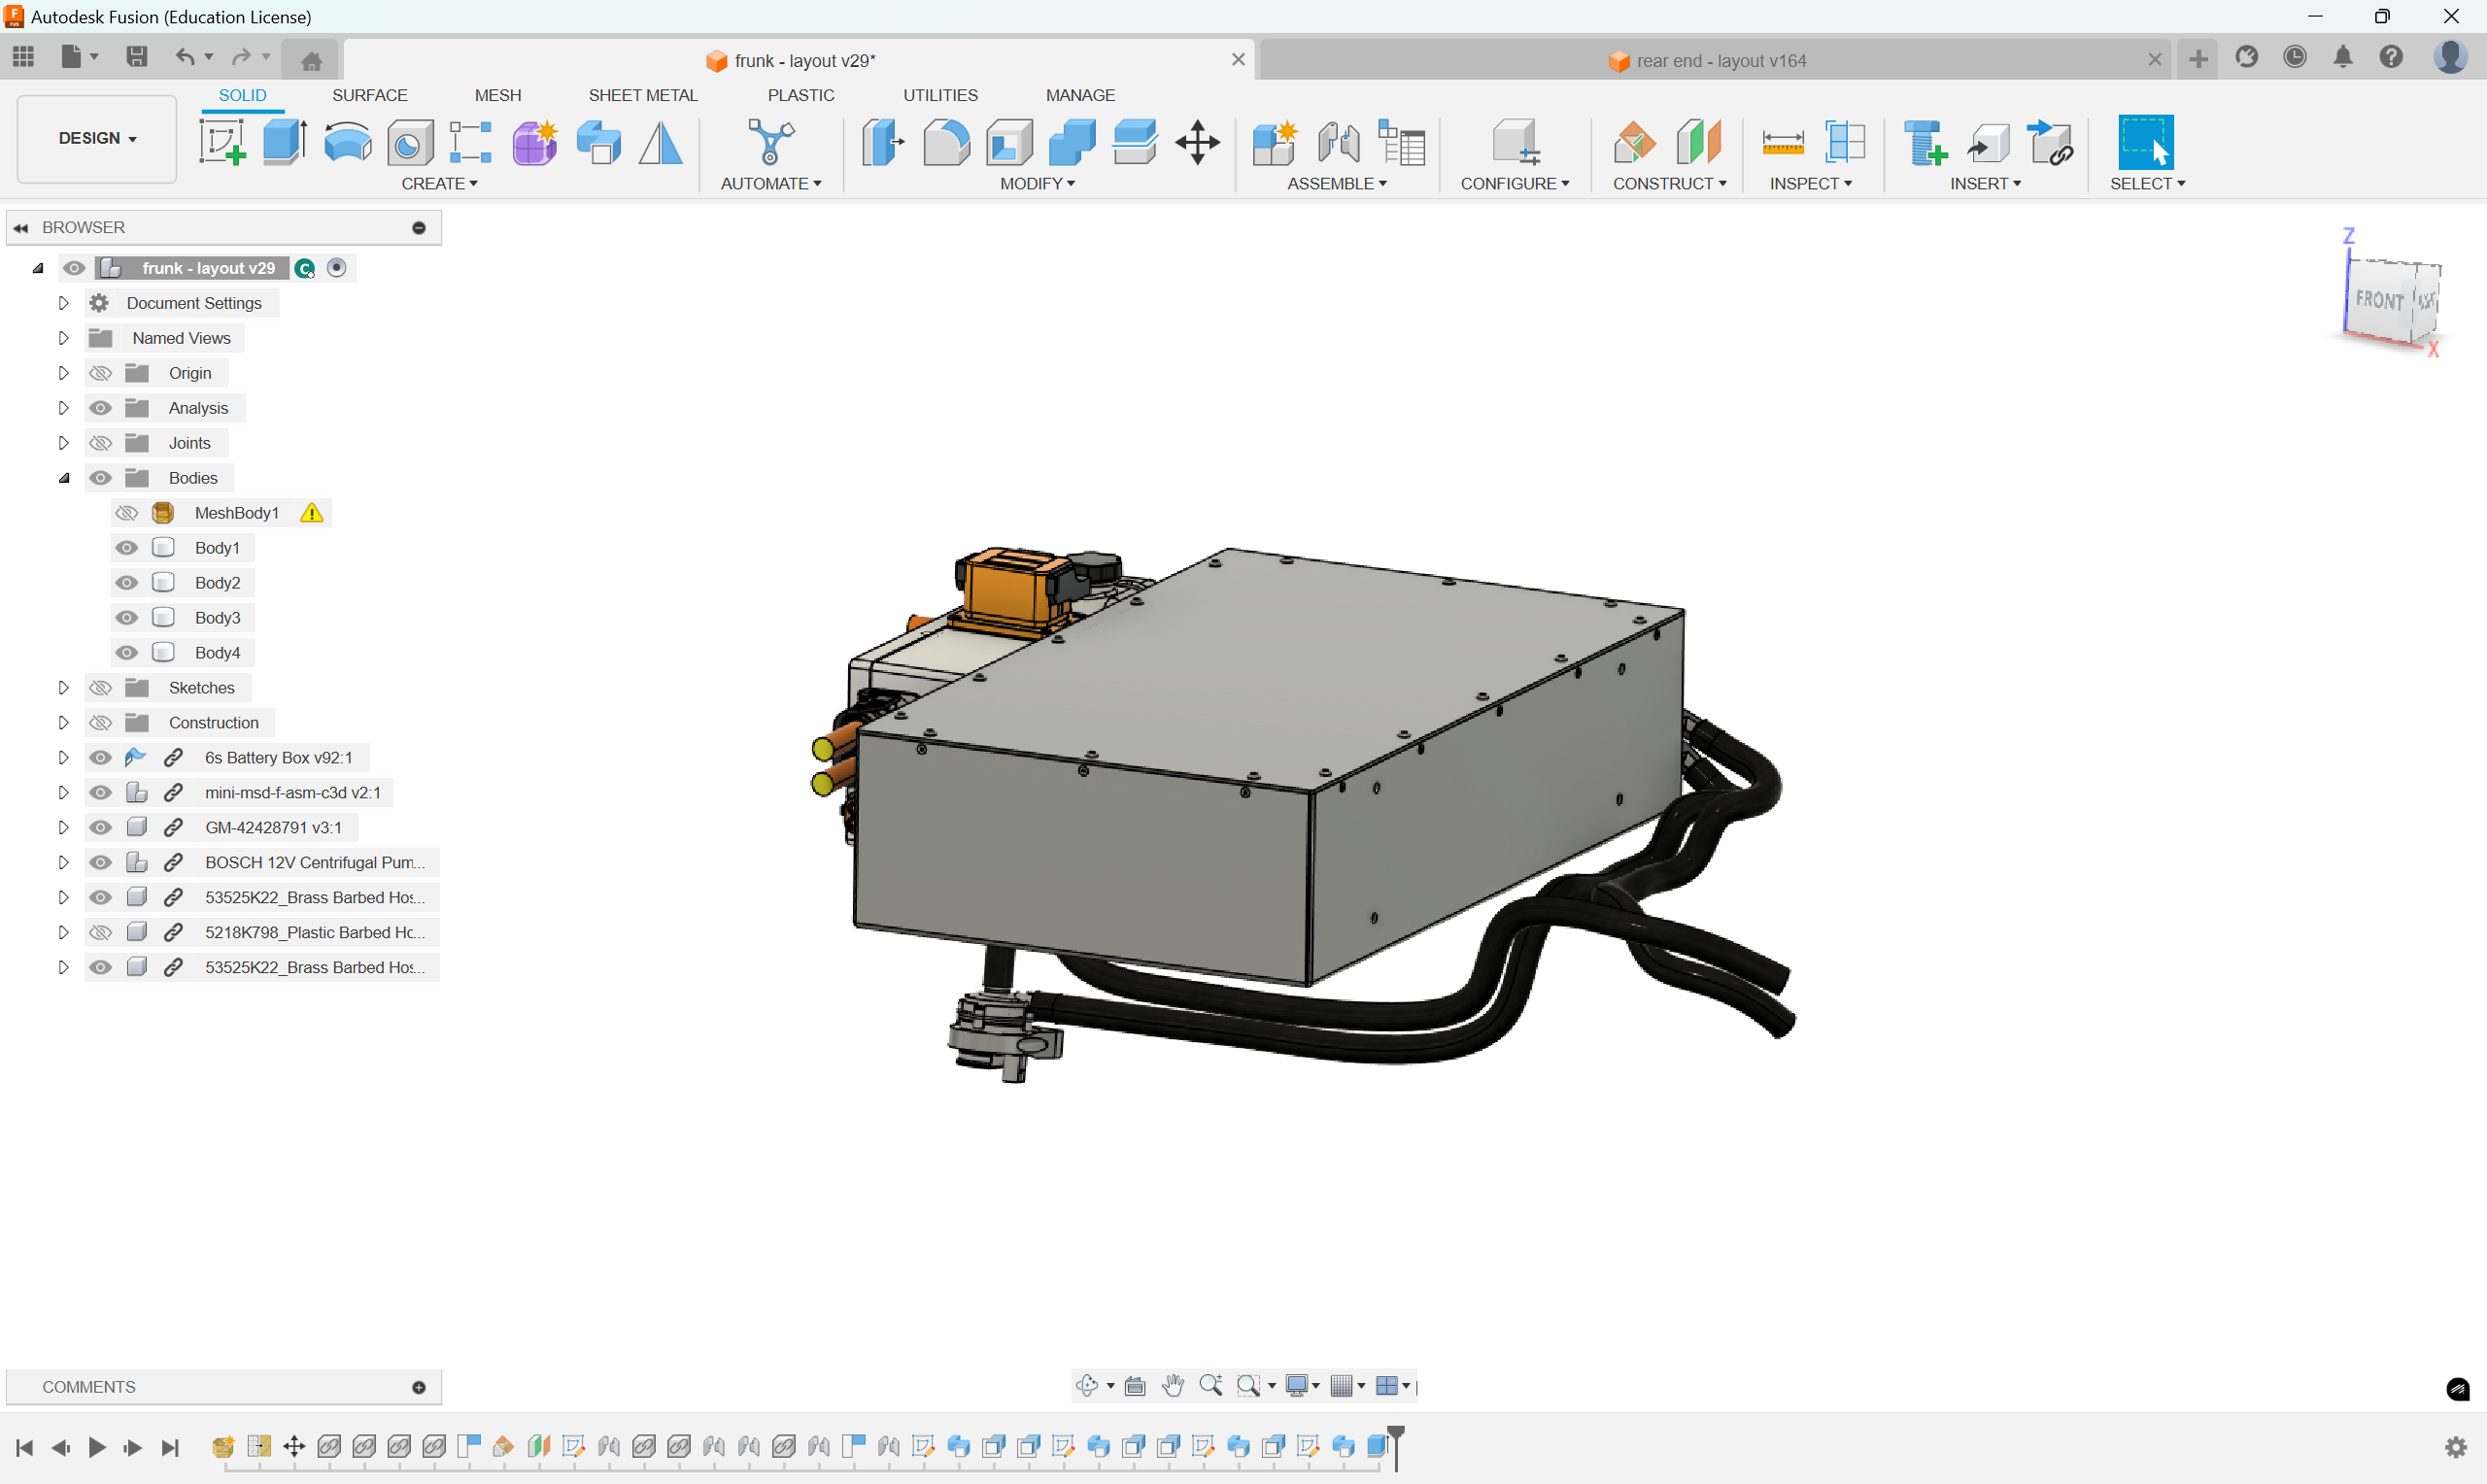 Autodesk Fusion (Education License)
frunk - layout v29*
rear end - layout v164
SOLID
SURFACE
MESH
SHEET METAL
PLASTIC
UTILITIES
MANAGE
DESIGN
CREATE
AUTOMATE
MODIFY
ASSEMBLE
CONFIGURE
CONSTRUCT
INSPECT
INSERT
SELECT
BROWSER
frunk - layout v29
Document Settings
Named Views
Origin
Analysis
Joints
Bodies
MeshBody1
Body1
Body2
Body3
Body4
Sketches
Construction
6s Battery Box v92:1
mini-msd-f-asm-c3d v2:1
GM-42428791 v3:1
BOSCH 12V Centrifugal Pum...
53525K22_Brass Barbed Hos...
5218K798_Plastic Barbed Ho...
53525K22_Brass Barbed Hos...
Z
FRONT
X
COMMENTS